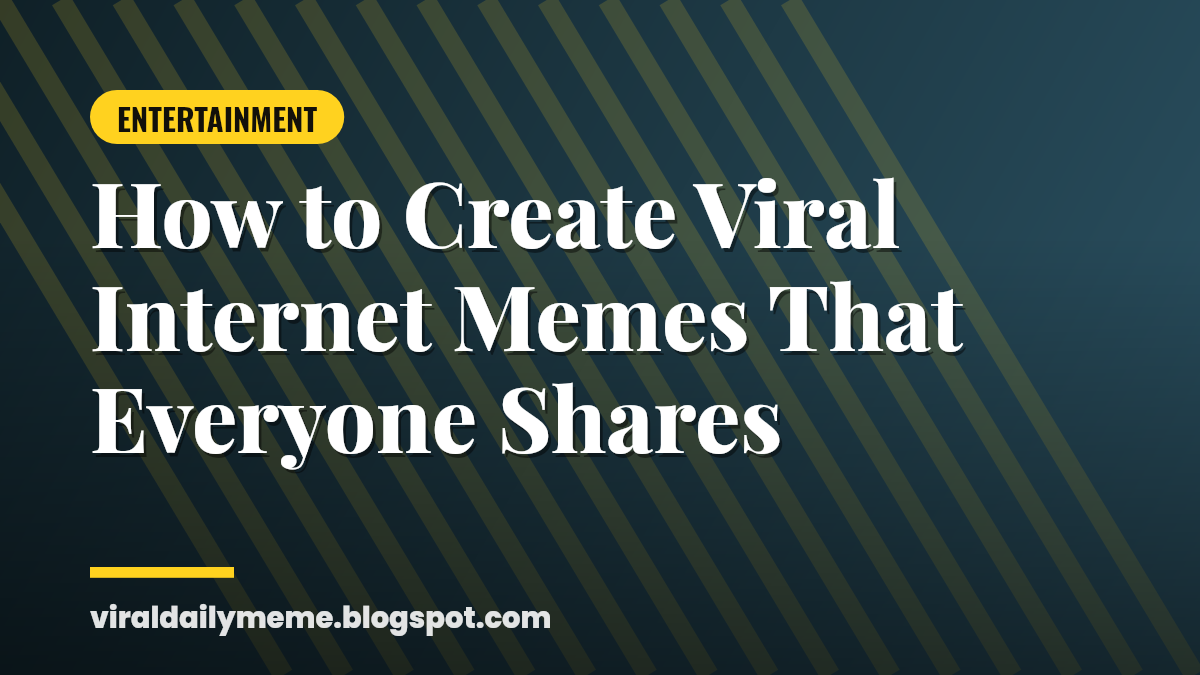 ENTERTAINMENT
How to Create Viral
Internet Memes That
Everyone Shares
viraldailymeme.blogspot.com